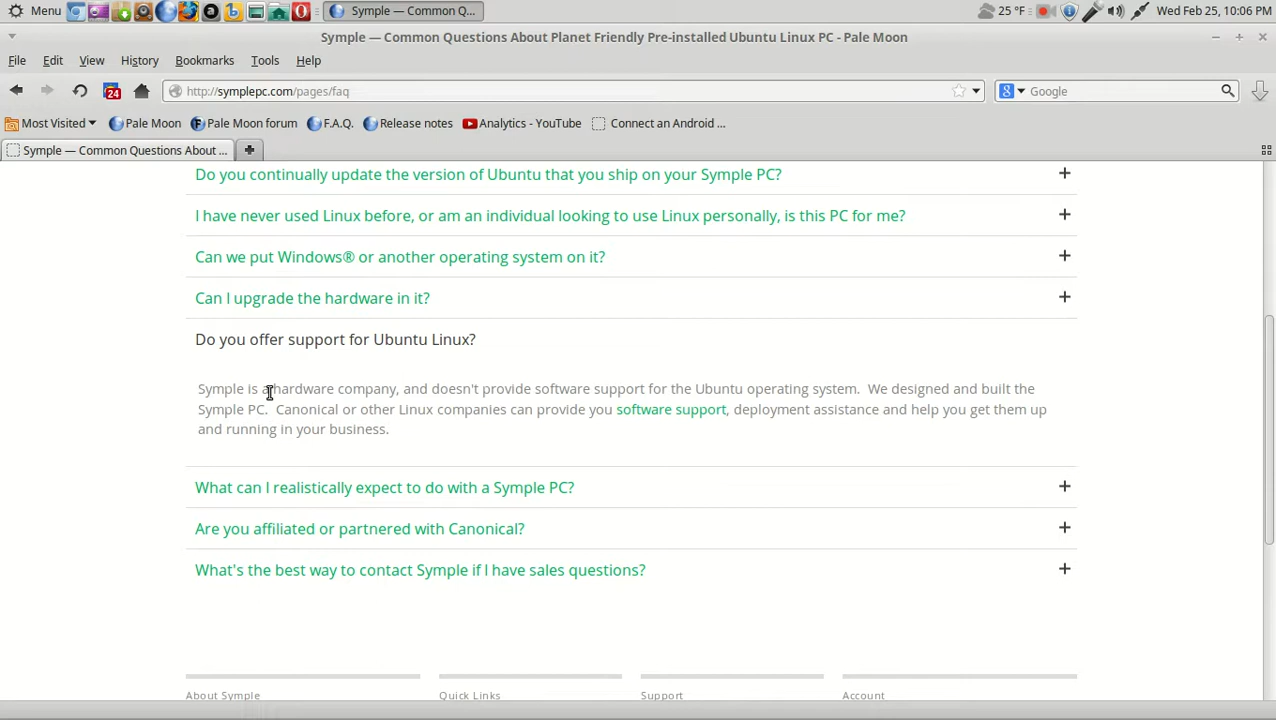 Menu
Symple — Common Q...
25 °F
Wed Feb 25, 10:06 PM
Symple — Common Questions About Planet Friendly Pre-installed Ubuntu Linux PC - Pale Moon
File Edit View History Bookmarks Tools Help
24
http://symplepc.com/pages/faq
Google
Most Visited Pale Moon Pale Moon forum F.A.Q. Release notes Analytics - YouTube Connect an Android ...
Symple — Common Questions About ...
Do you continually update the version of Ubuntu that you ship on your Symple PC? +
I have never used Linux before, or am an individual looking to use Linux personally, is this PC for me? +
Can we put Windows® or another operating system on it? +
Can I upgrade the hardware in it? +
Do you offer support for Ubuntu Linux?
Symple is a hardware company, and doesn't provide software support for the Ubuntu operating system. We designed and built the
Symple PC. Canonical or other Linux companies can provide you software support, deployment assistance and help you get them up
and running in your business.
What can I realistically expect to do with a Symple PC? +
Are you affiliated or partnered with Canonical? +
What's the best way to contact Symple if I have sales questions? +
About Symple Quick Links Support Account